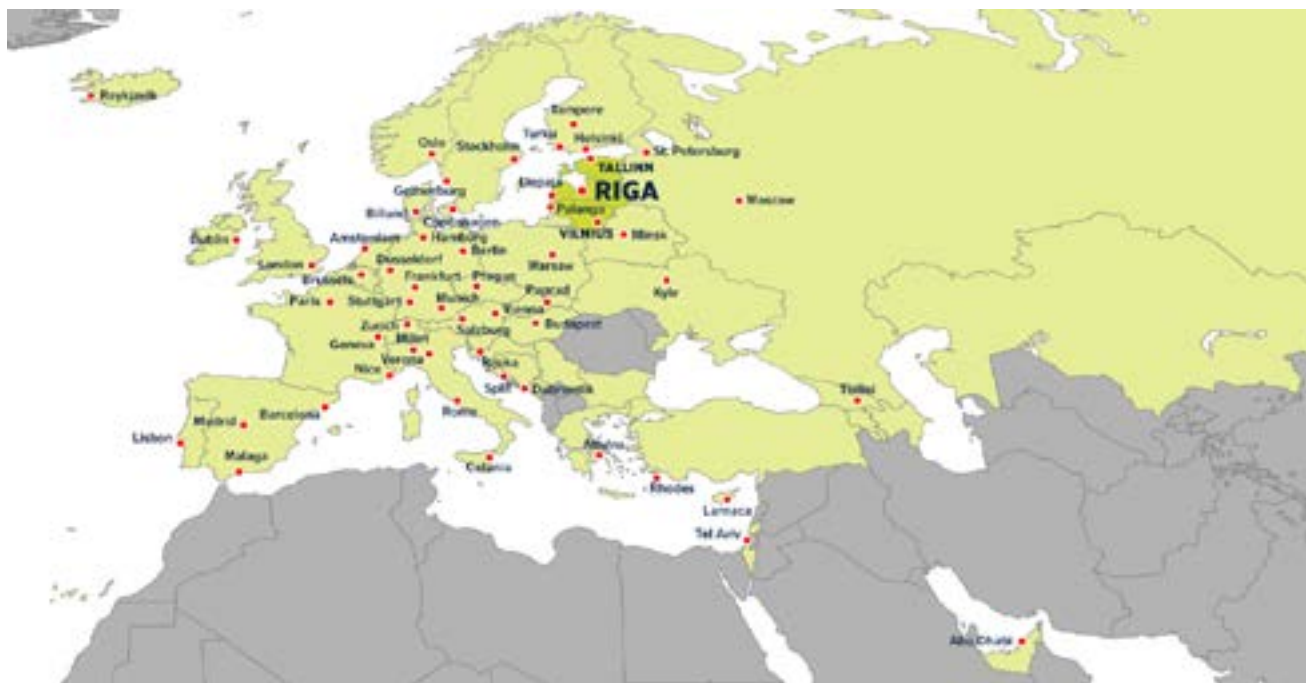 Reykjavik
Tampere
Turku
Helsinki
Oslo
Stockholm
St. Petersburg
TALLINN
RIGA
Liepaja
Gothenburg
Moscow
Palanga
Billund
Copenhagen
VILNIUS
Minsk
Dublin
Amsterdam
Hamburg
Berlin
London
Dusseldorf
Warsaw
Brussels
Frankfurt
Prague
Poprad
Kyiv
Paris
Stuttgart
Munich
Vienna
Zurich
Salzburg
Budapest
Geneva
Milan
Verona
Rijeka
Nice
Split
Dubrovnik
Tbilisi
Barcelona
Rome
Madrid
Lisbon
Athens
Malaga
Catania
Rhodes
Larnaca
Tel Aviv
Abu Dhabi